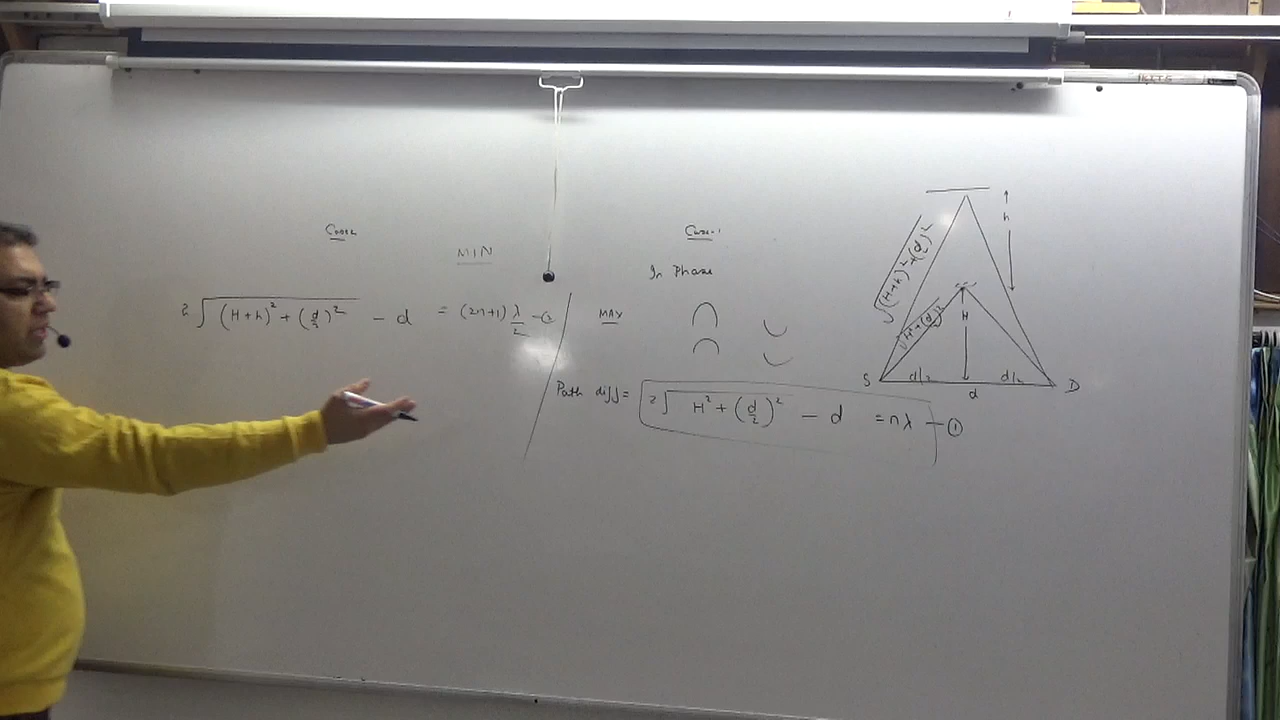 Case 2
MIN
2√(H+h)² + (d/2)² - d = (2n+1) λ/2 -②
Case-1
In Phase
MAX
Path diff = 2√H² + (d/2)² - d = nλ -①
h
√(H+h)² + (d/2)²
√H² + (d/2)²
H
S d/2 d/2 D
d